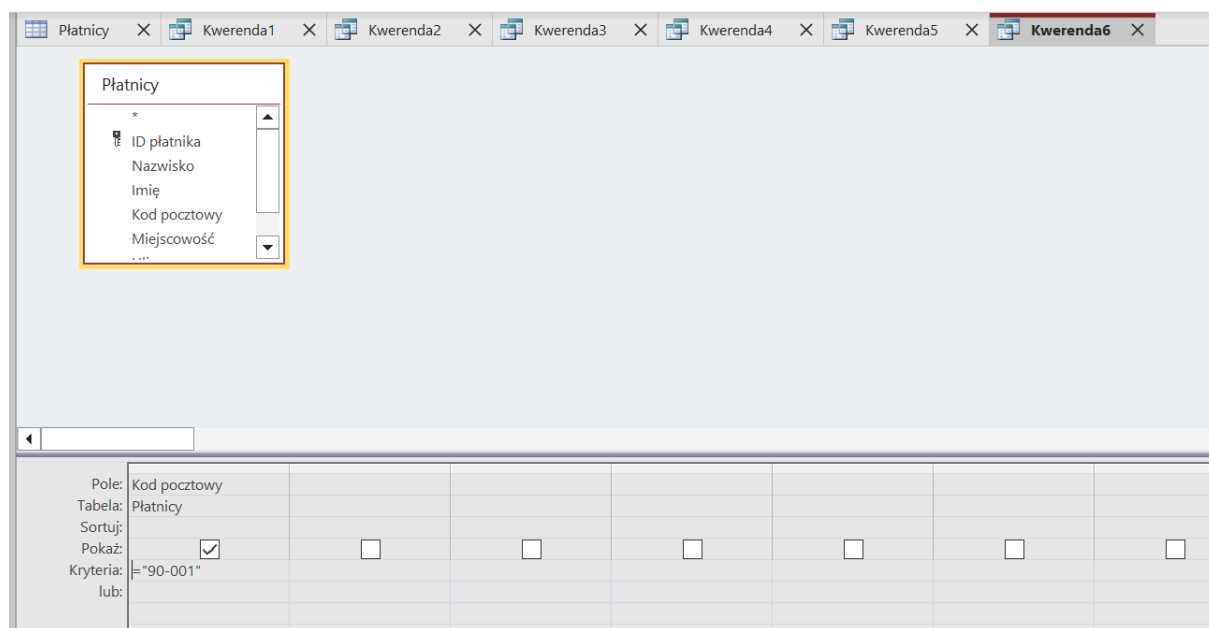 Płatnicy Kwerenda1 Kwerenda2 Kwerenda3 Kwerenda4 Kwerenda5 Kwerenda6
Płatnicy
*
ID płatnika
Nazwisko
Imię
Kod pocztowy
Miejscowość
Pole: Kod pocztowy
Tabela: Płatnicy
Sortuj:
Pokaż:
Kryteria: ="90-001"
lub: